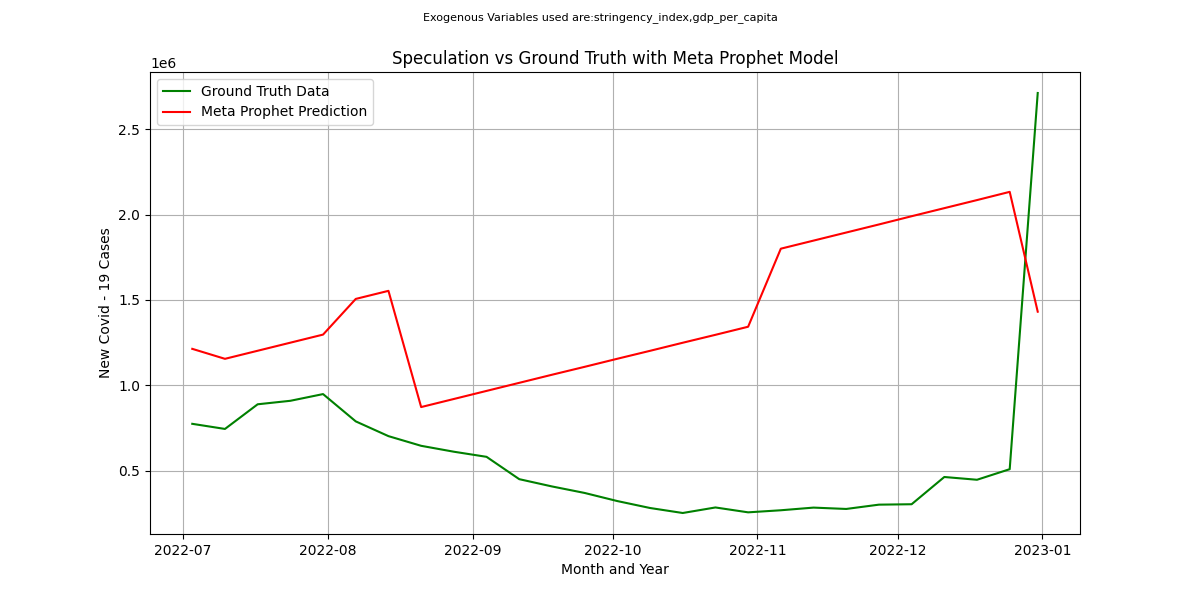 Exogenous Variables used are:stringency_index,gdp_per_capita
Speculation vs Ground Truth with Meta Prophet Model
1e6
Ground Truth Data
Meta Prophet Prediction
2.5
2.0
1.5
1.0
0.5
New Covid - 19 Cases
2022-07
2022-08
2022-09
2022-10
2022-11
2022-12
2023-01
Month and Year